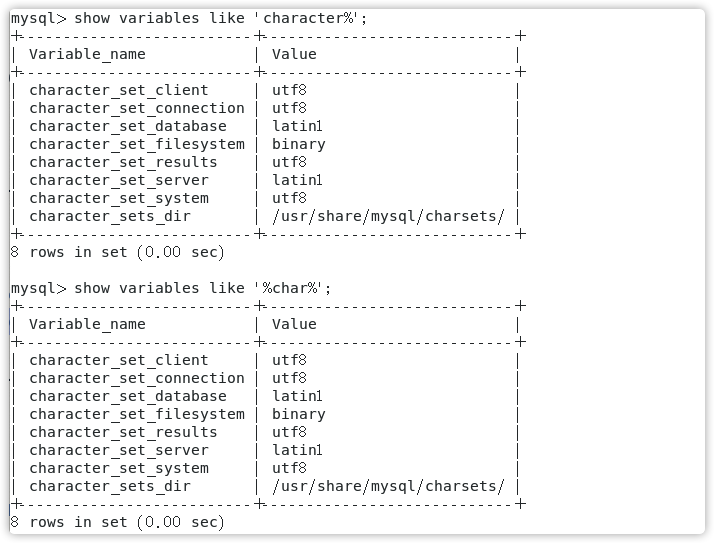 mysql> show variables like 'character%';
+--------------------------+----------------------------+
| Variable_name            | Value                      |
+--------------------------+----------------------------+
| character_set_client     | utf8                       |
| character_set_connection | utf8                       |
| character_set_database   | latin1                     |
| character_set_filesystem | binary                     |
| character_set_results    | utf8                       |
| character_set_server     | latin1                     |
| character_set_system     | utf8                       |
| character_sets_dir       | /usr/share/mysql/charsets/ |
+--------------------------+----------------------------+
8 rows in set (0.00 sec)

mysql> show variables like '%char%';
+--------------------------+----------------------------+
| Variable_name            | Value                      |
+--------------------------+----------------------------+
| character_set_client     | utf8                       |
| character_set_connection | utf8                       |
| character_set_database   | latin1                     |
| character_set_filesystem | binary                     |
| character_set_results    | utf8                       |
| character_set_server     | latin1                     |
| character_set_system     | utf8                       |
| character_sets_dir       | /usr/share/mysql/charsets/ |
+--------------------------+----------------------------+
8 rows in set (0.00 sec)